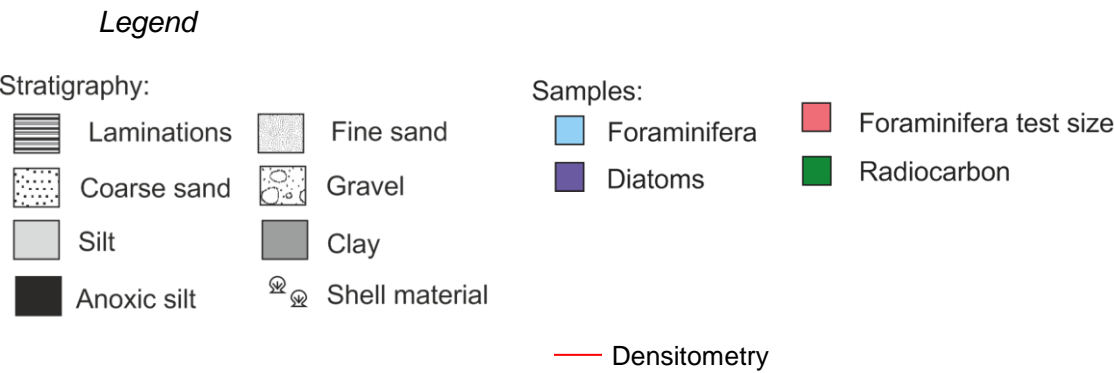 Legend
Stratigraphy:
Laminations
Fine sand
Coarse sand
Gravel
Silt
Clay
Anoxic silt
Shell material
Samples:
Foraminifera
Foraminifera test size
Diatoms
Radiocarbon
Densitometry